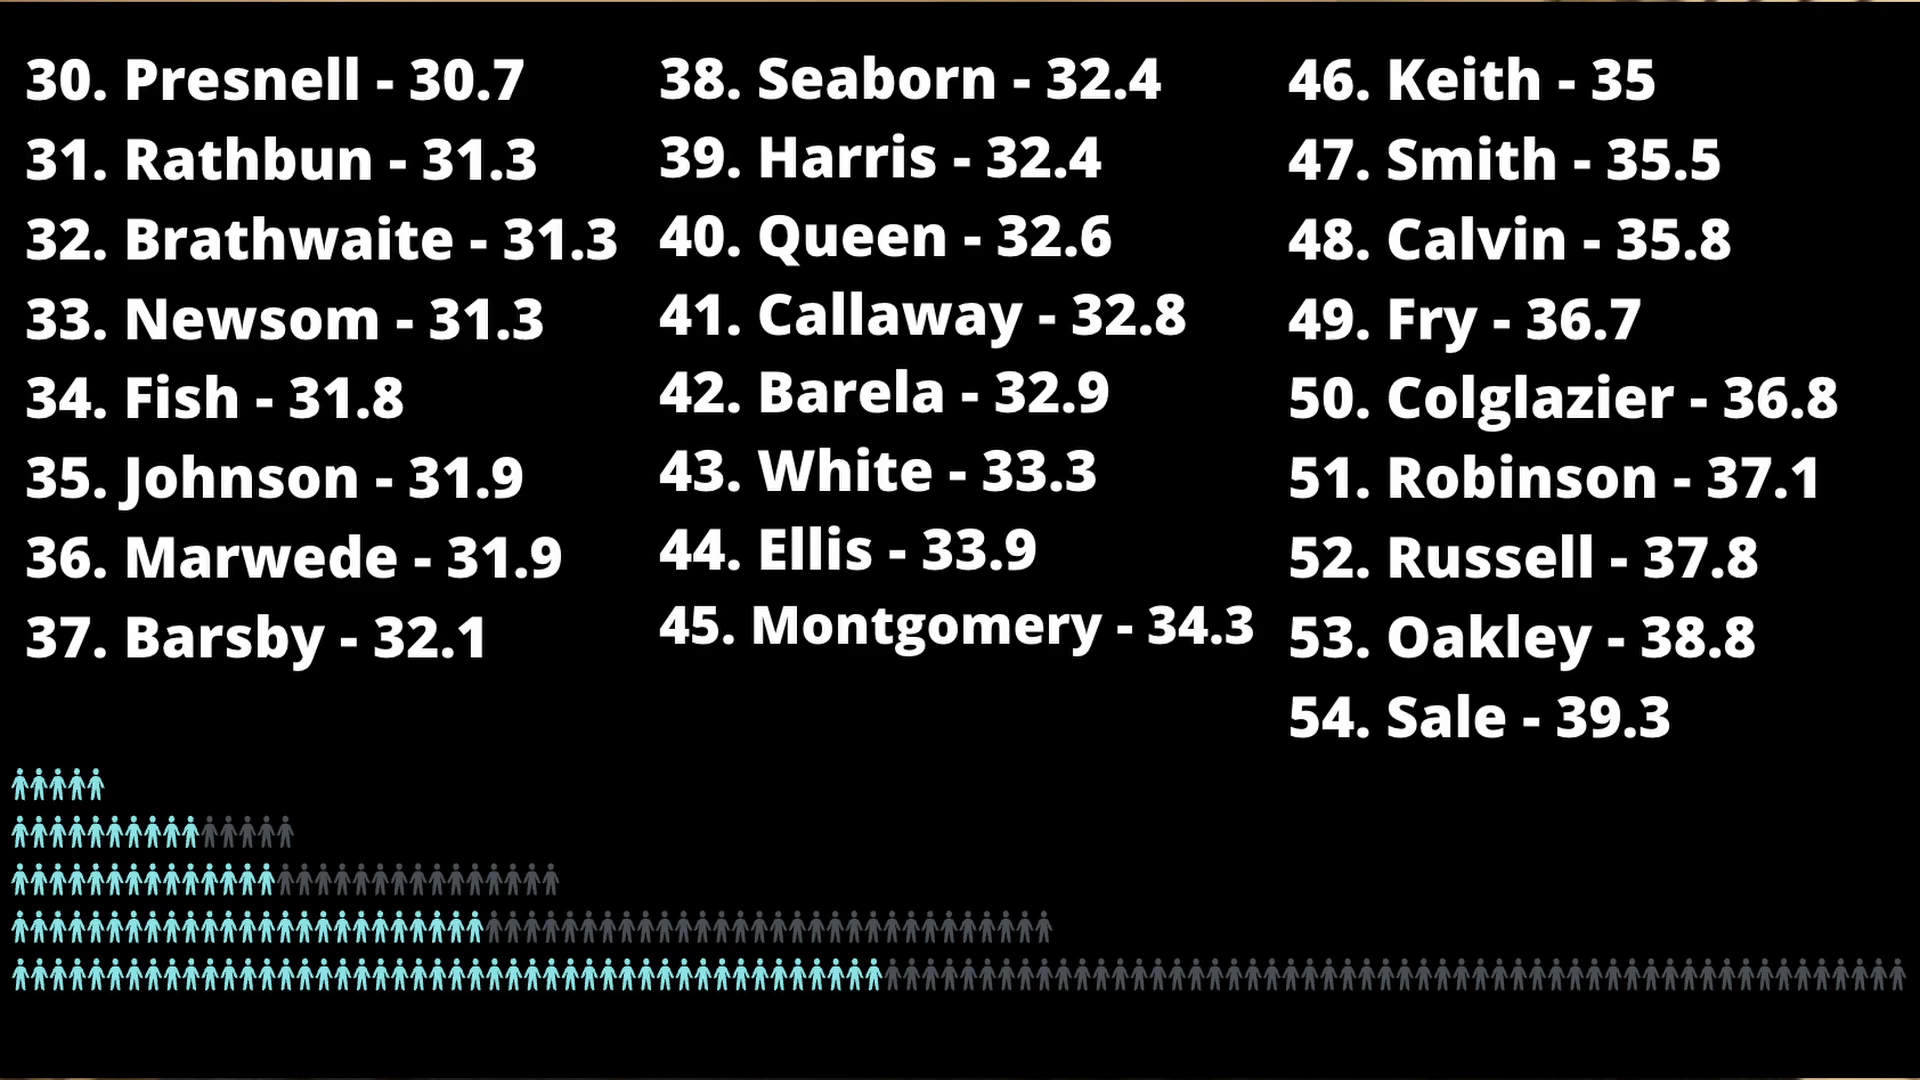 30. Presnell - 30.7
31. Rathbun - 31.3
32. Brathwaite - 31.3
33. Newsom - 31.3
34. Fish - 31.8
35. Johnson - 31.9
36. Marwede - 31.9
37. Barsby - 32.1
38. Seaborn - 32.4
39. Harris - 32.4
40. Queen - 32.6
41. Callaway - 32.8
42. Barela - 32.9
43. White - 33.3
44. Ellis - 33.9
45. Montgomery - 34.3
46. Keith - 35
47. Smith - 35.5
48. Calvin - 35.8
49. Fry - 36.7
50. Colglazier - 36.8
51. Robinson - 37.1
52. Russell - 37.8
53. Oakley - 38.8
54. Sale - 39.3